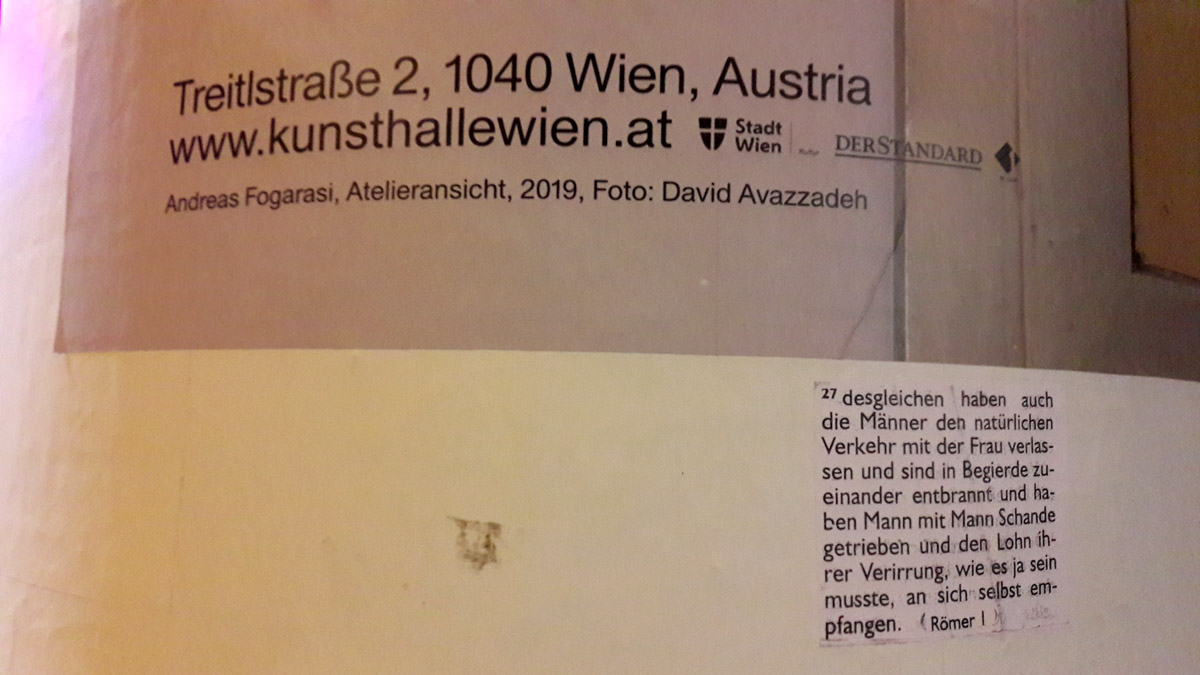 Treitlstraße 2, 1040 Wien, Austria
www.kunsthallewien.at
Stadt
Wien
DERSTANDARD
Andreas Fogarasi, Atelieransicht, 2019, Foto: David Avazzadeh
27 desgleichen haben auch
die Männer den natürlichen
Verkehr mit der Frau verlas-
sen und sind in Begierde zu-
einander entbrannt und ha-
ben Mann mit Mann Schande
getrieben und den Lohn ih-
rer Verirrung, wie es ja sein
musste, an sich selbst em-
pfangen. (Römer 1)